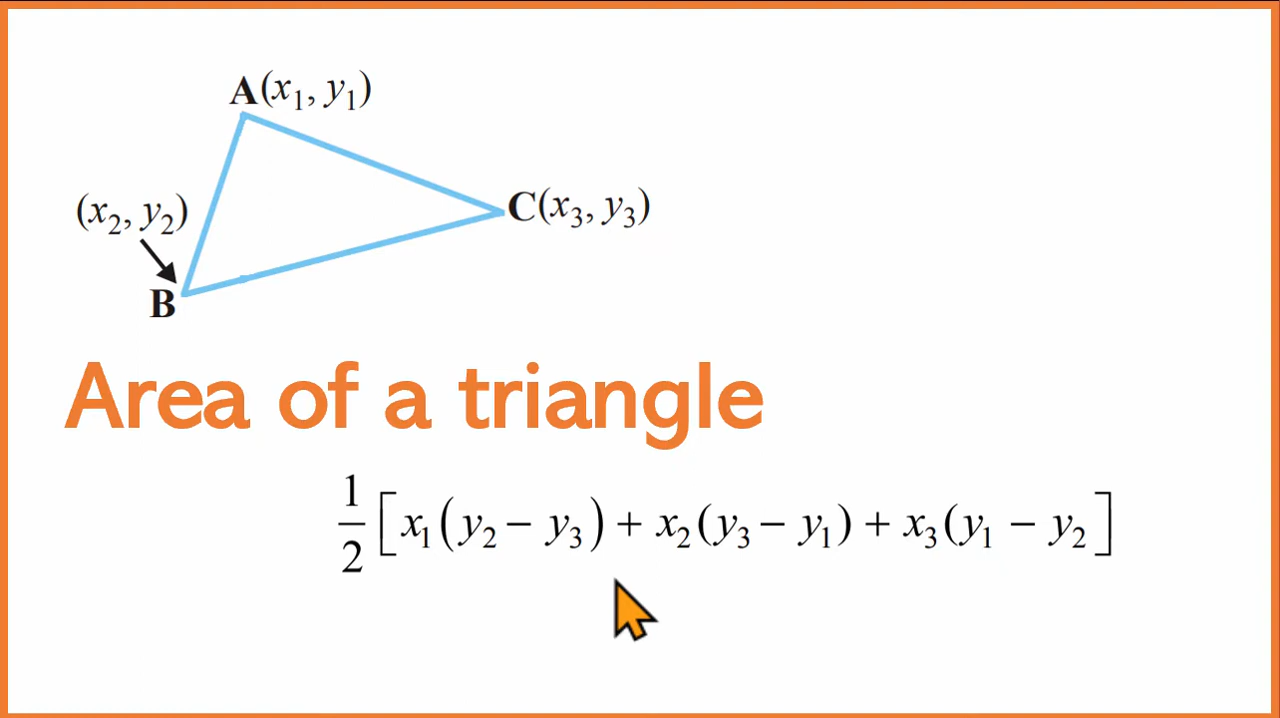 A(x₁, y₁)
(x₂, y₂)
C(x₃, y₃)
B
Area of a triangle
1/2 [x₁(y₂ − y₃) + x₂(y₃ − y₁) + x₃(y₁ − y₂]